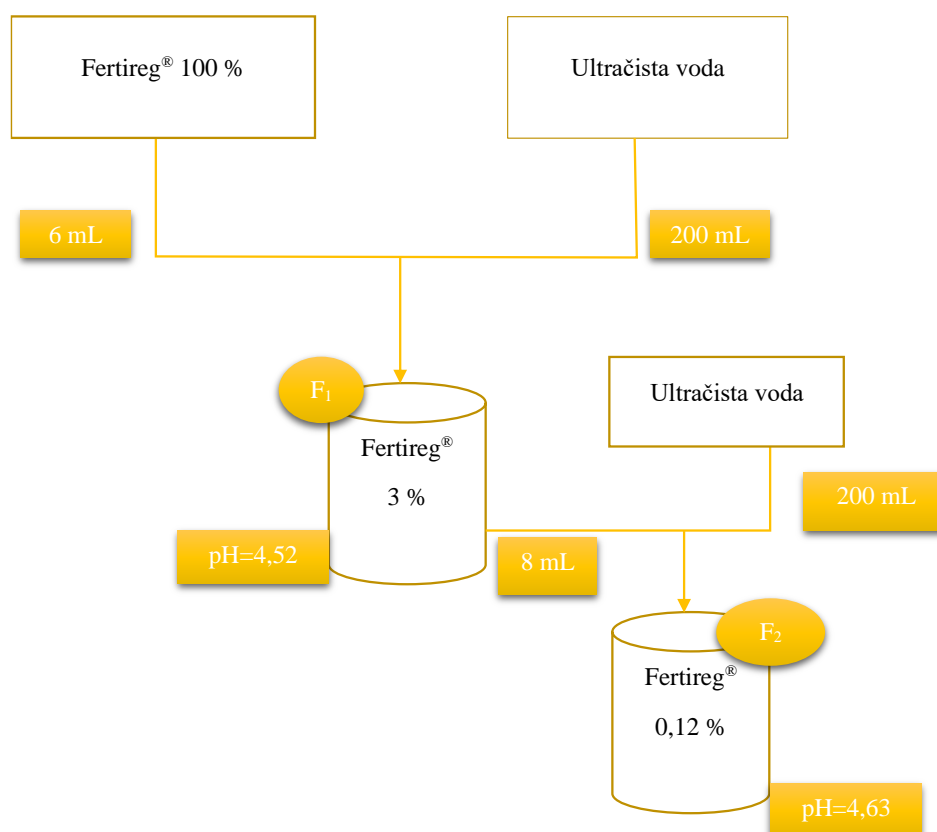 Fertireg® 100 %
Ultračista voda
6 mL
200 mL
F₁
Ultračista voda
Fertireg®
3 %
200 mL
pH=4,52
8 mL
F₂
Fertireg®
0,12 %
pH=4,63